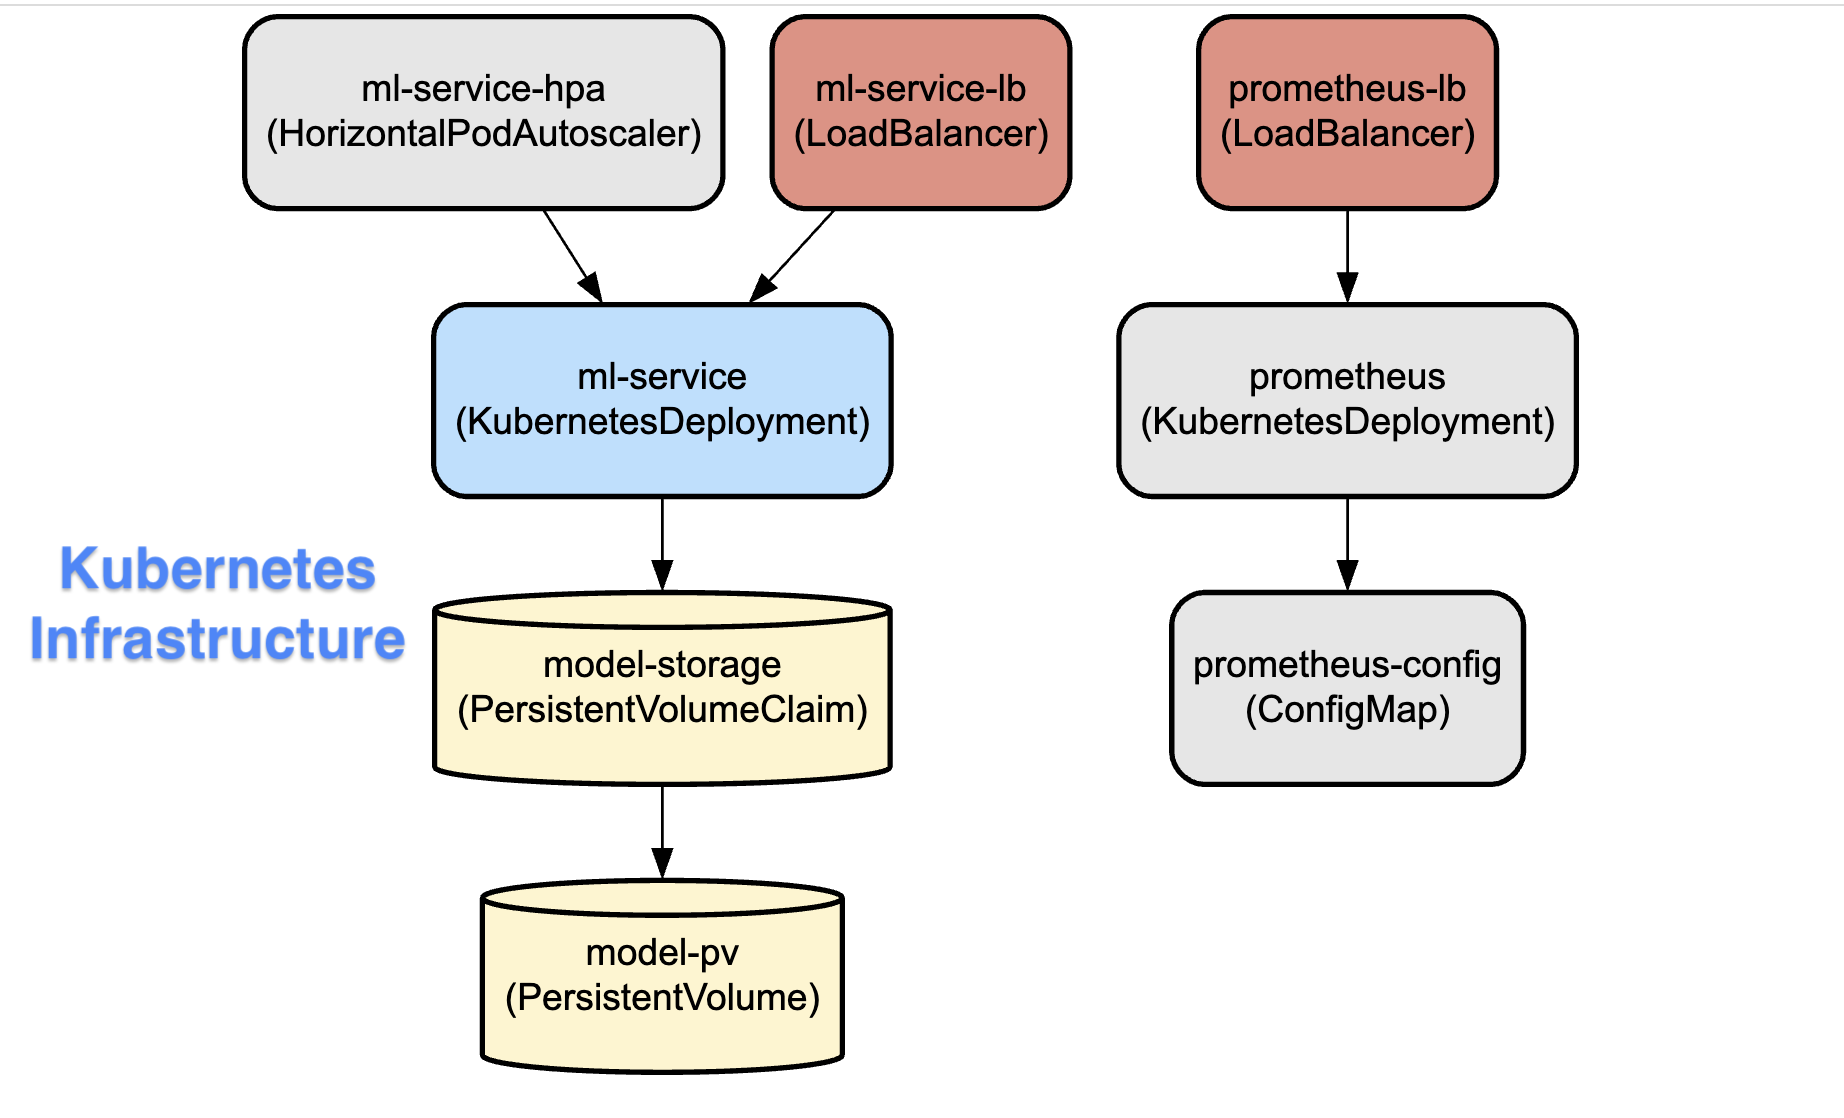 ml-service-hpa
(HorizontalPodAutoscaler)
ml-service-lb
(LoadBalancer)
prometheus-lb
(LoadBalancer)
ml-service
(KubernetesDeployment)
prometheus
(KubernetesDeployment)
Kubernetes
Infrastructure
model-storage
(PersistentVolumeClaim)
prometheus-config
(ConfigMap)
model-pv
(PersistentVolume)